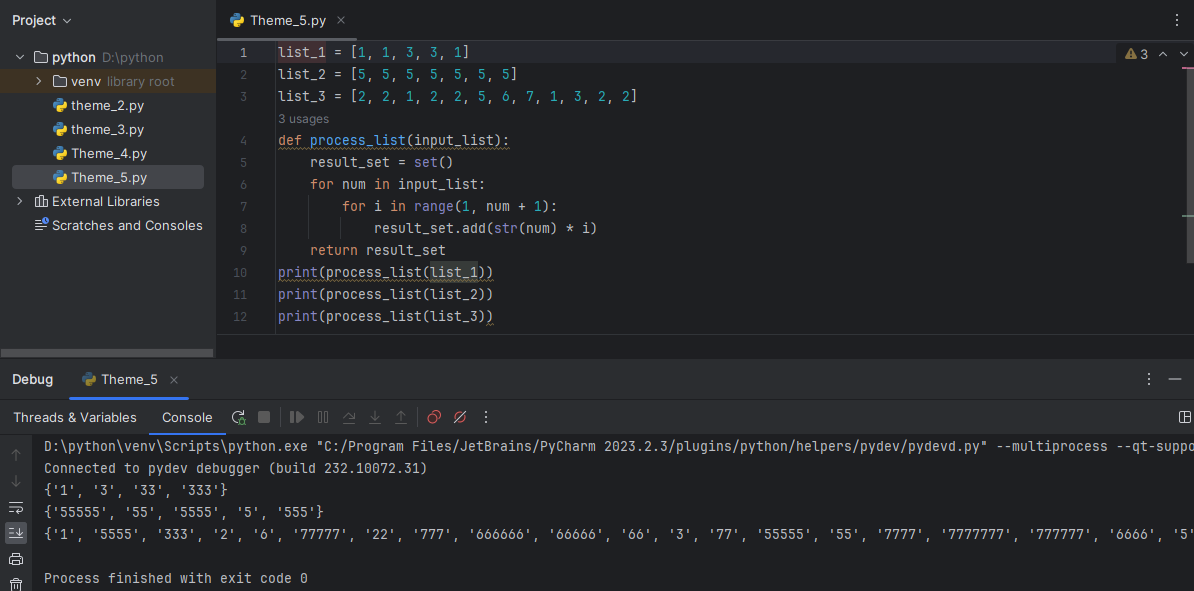 Project
Theme_5.py
python D:\python
venv library root
theme_2.py
theme_3.py
Theme_4.py
Theme_5.py
External Libraries
Scratches and Consoles
3
1 list_1 = [1, 1, 3, 3, 1]
2 list_2 = [5, 5, 5, 5, 5, 5, 5]
3 list_3 = [2, 2, 1, 2, 2, 5, 6, 7, 1, 3, 2, 2]
3 usages
4 def process_list(input_list):
5 result_set = set()
6 for num in input_list:
7 for i in range(1, num + 1):
8 result_set.add(str(num) * i)
9 return result_set
10 print(process_list(list_1))
11 print(process_list(list_2))
12 print(process_list(list_3))
Debug
Theme_5
Threads & Variables
Console
D:\python\venv\Scripts\python.exe "C:/Program Files/JetBrains/PyCharm 2023.2.3/plugins/python/helpers/pydev/pydevd.py" --multiprocess --qt-suppo
Connected to pydev debugger (build 232.10072.31)
{'1', '3', '33', '333'}
{'55555', '55', '5555', '5', '555'}
{'1', '5555', '333', '2', '6', '77777', '22', '777', '666666', '66666', '66', '3', '77', '55555', '55', '7777', '7777777', '777777', '6666', '5'
Process finished with exit code 0